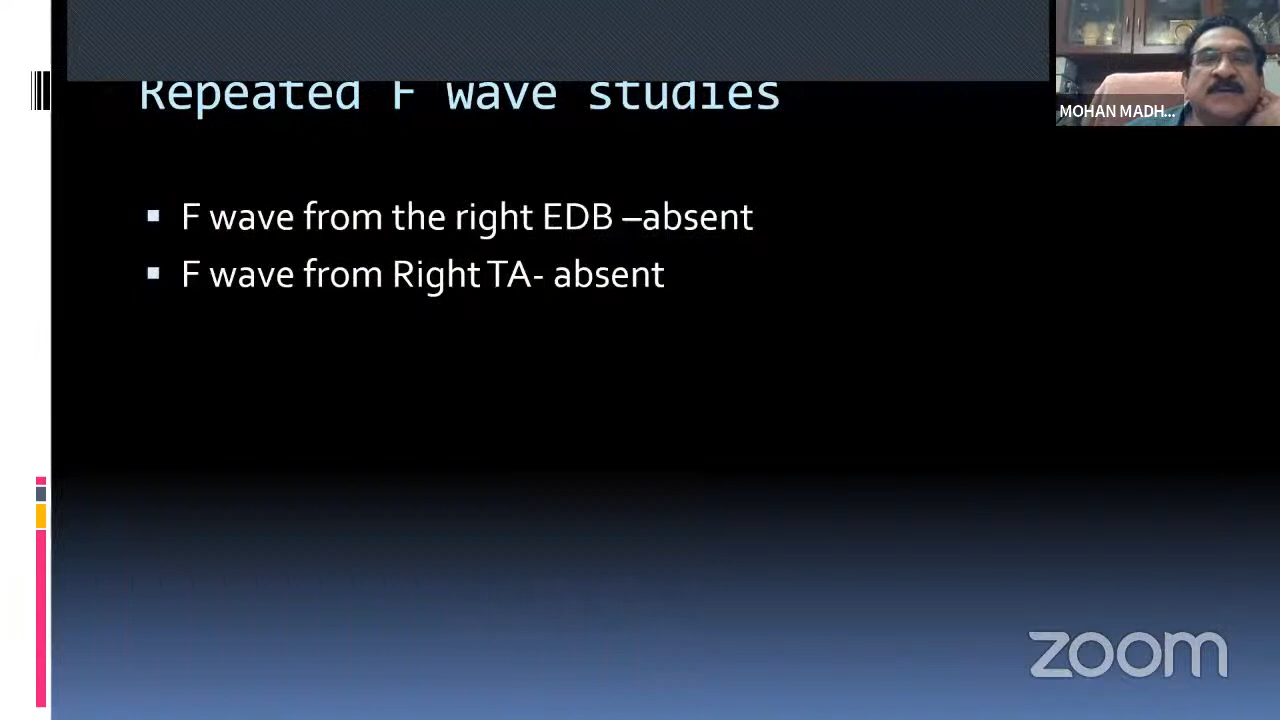 Repeated F wave studies
MOHAN MADH...
▪ F wave from the right EDB –absent
▪ F wave from Right TA- absent
zoom